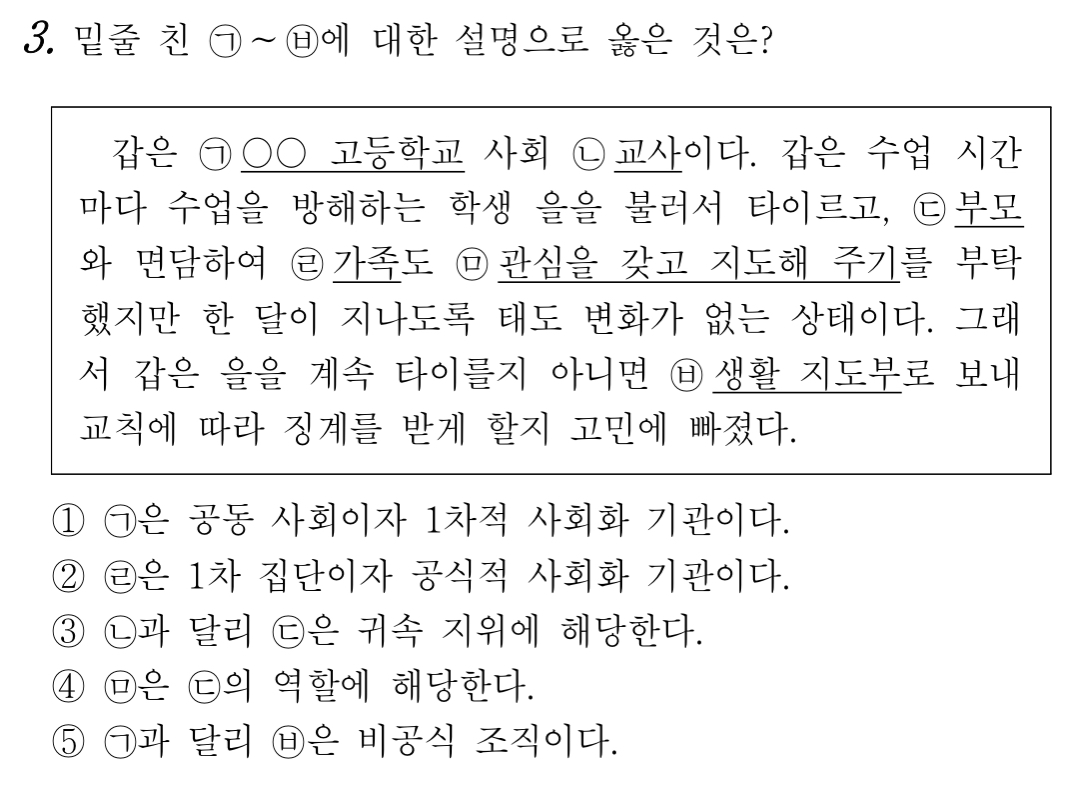 3. 밑줄 친 ㉠~㉥에 대한 설명으로 옳은 것은?
갑은 ㉠○○ 고등학교 사회 ㉡교사이다. 갑은 수업 시간
마다 수업을 방해하는 학생 을을 불러서 타이르고, ㉢부모
와 면담하여 ㉣가족도 ㉤관심을 갖고 지도해 주기를 부탁
했지만 한 달이 지나도록 태도 변화가 없는 상태이다. 그래
서 갑은 을을 계속 타이를지 아니면 ㉥생활 지도부로 보내
교칙에 따라 징계를 받게 할지 고민에 빠졌다.
① ㉠은 공동 사회이자 1차적 사회화 기관이다.
② ㉣은 1차 집단이자 공식적 사회화 기관이다.
③ ㉡과 달리 ㉢은 귀속 지위에 해당한다.
④ ㉤은 ㉢의 역할에 해당한다.
⑤ ㉠과 달리 ㉥은 비공식 조직이다.